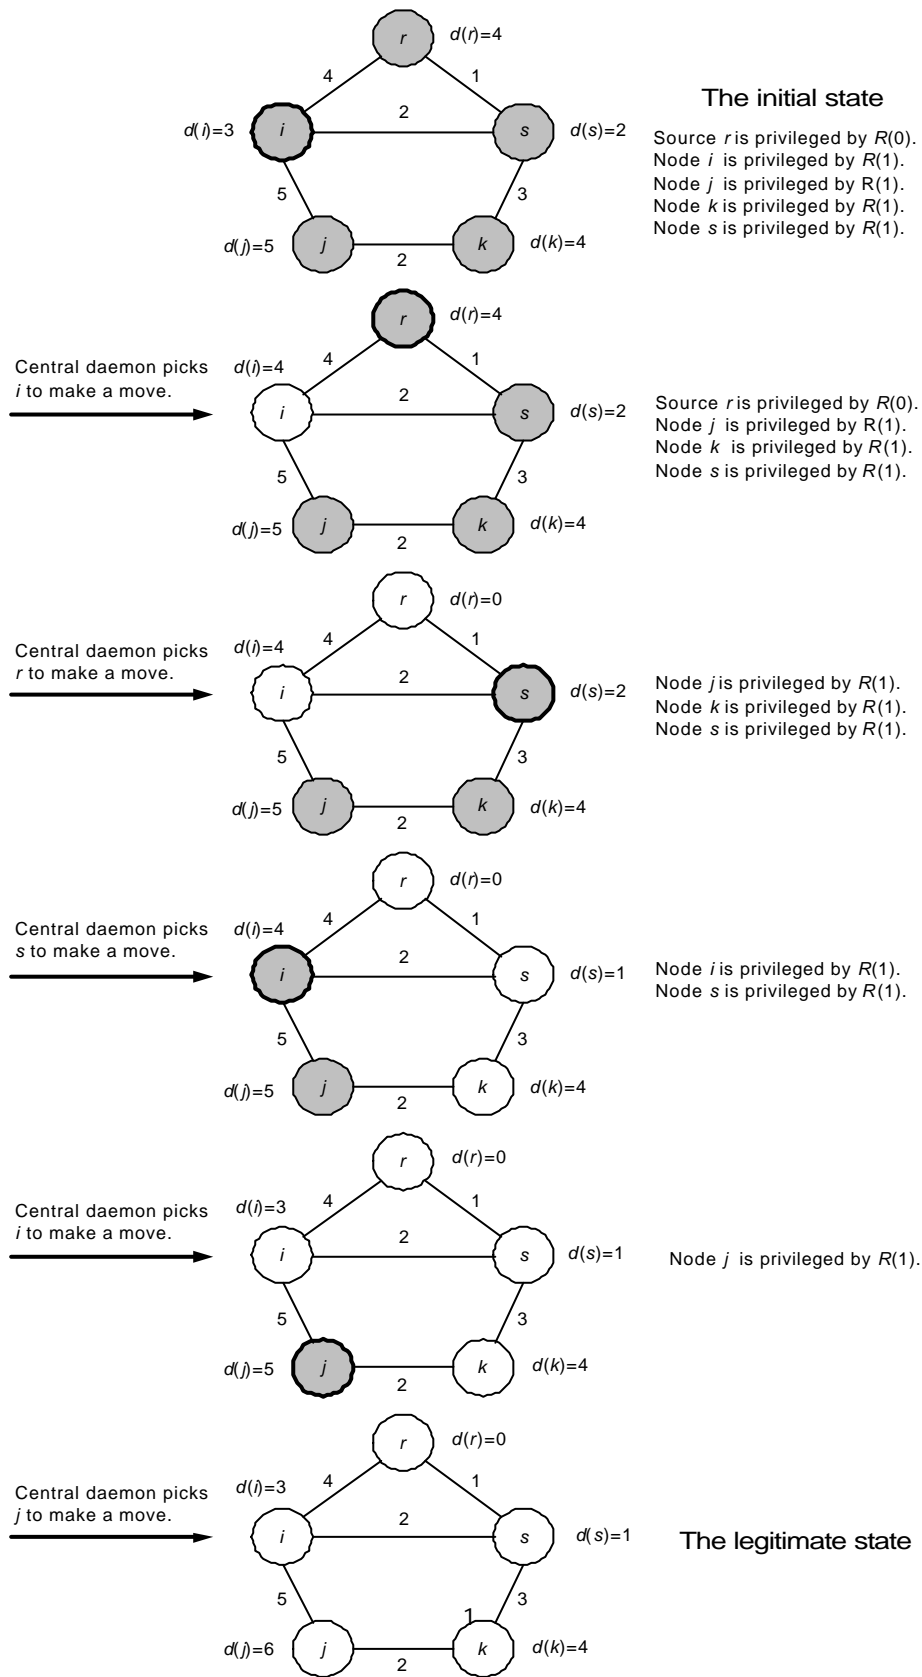 r
d(r)=4
4
1
The initial state
2
d(i)=3
i
s
d(s)=2
Source r is privileged by R(0).
Node i is privileged by R(1).
Node j is privileged by R(1).
Node k is privileged by R(1).
Node s is privileged by R(1).
5
3
d(j)=5
j
k
d(k)=4
2
r
d(r)=4
Central daemon picks
i to make a move.
d(i)=4
4
1
2
i
s
d(s)=2
Source r is privileged by R(0).
Node j is privileged by R(1).
Node k is privileged by R(1).
Node s is privileged by R(1).
5
3
d(j)=5
j
k
d(k)=4
2
r
d(r)=0
Central daemon picks
r to make a move.
d(i)=4
4
1
2
i
s
d(s)=2
Node j is privileged by R(1).
Node k is privileged by R(1).
Node s is privileged by R(1).
5
3
d(j)=5
j
k
d(k)=4
2
r
d(r)=0
Central daemon picks
s to make a move.
d(i)=4
4
1
2
i
s
d(s)=1
Node i is privileged by R(1).
Node s is privileged by R(1).
5
3
d(j)=5
j
k
d(k)=4
2
r
d(r)=0
Central daemon picks
i to make a move.
d(i)=3
4
1
2
i
s
d(s)=1
Node j is privileged by R(1).
5
3
d(j)=5
j
k
d(k)=4
2
r
d(r)=0
Central daemon picks
j to make a move.
d(i)=3
4
1
2
i
s
d(s)=1
The legitimate state
5
3
1
d(j)=6
j
k
d(k)=4
2